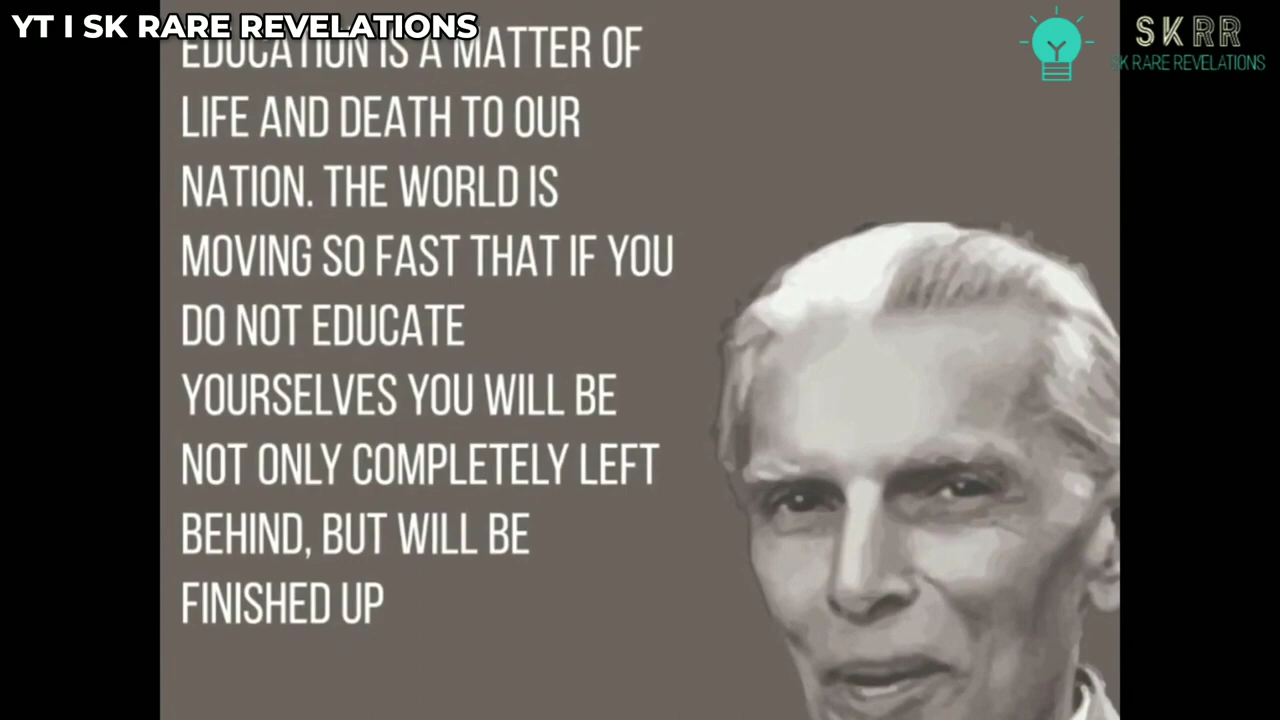 YT I SK RARE REVELATIONS
SKRR
SK RARE REVELATIONS
EDUCATION IS A MATTER OF
LIFE AND DEATH TO OUR
NATION. THE WORLD IS
MOVING SO FAST THAT IF YOU
DO NOT EDUCATE
YOURSELVES YOU WILL BE
NOT ONLY COMPLETELY LEFT
BEHIND, BUT WILL BE
FINISHED UP